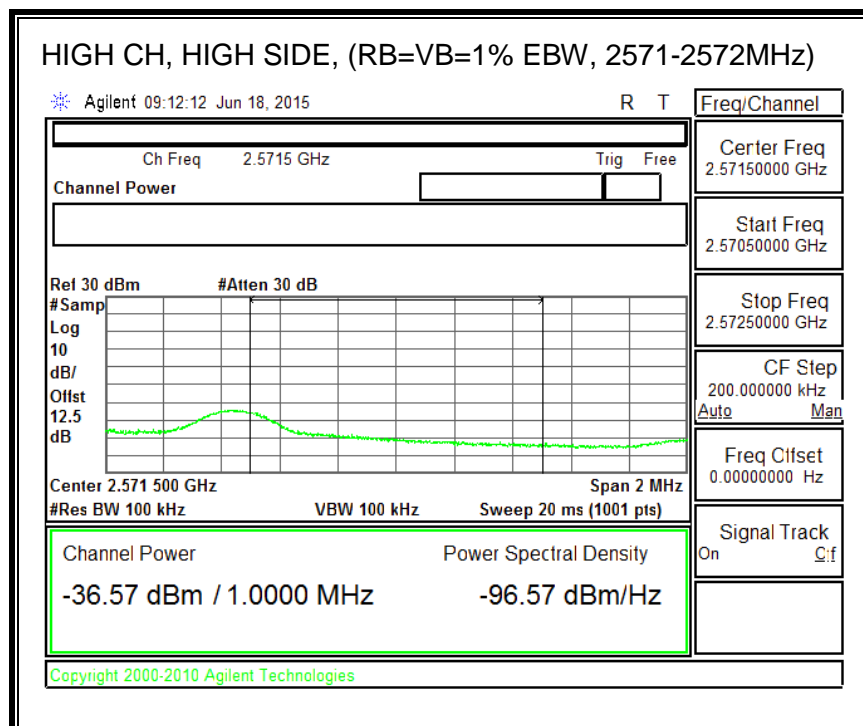 HIGH CH, HIGH SIDE, (RB=VB=1% EBW, 2571-2572MHz)
Agilent 09:12:12 Jun 18, 2015 R T
Freq/Channel
Ch Freq 2.5715 GHz Trig Free
Channel Power
Center Freq
2.57150000 GHz
Start Freq
2.57050000 GHz
Stop Freq
2.57250000 GHz
CF Step
200.000000 kHz
Auto Man
Freq Offset
0.00000000 Hz
Signal Track
On Off
Ref 30 dBm #Atten 30 dB
#Samp
Log
10
dB/
Offst
12.5
dB
Center 2.571 500 GHz Span 2 MHz
#Res BW 100 kHz VBW 100 kHz Sweep 20 ms (1001 pts)
Channel Power Power Spectral Density
-36.57 dBm / 1.0000 MHz -96.57 dBm/Hz
Copyright 2000-2010 Agilent Technologies